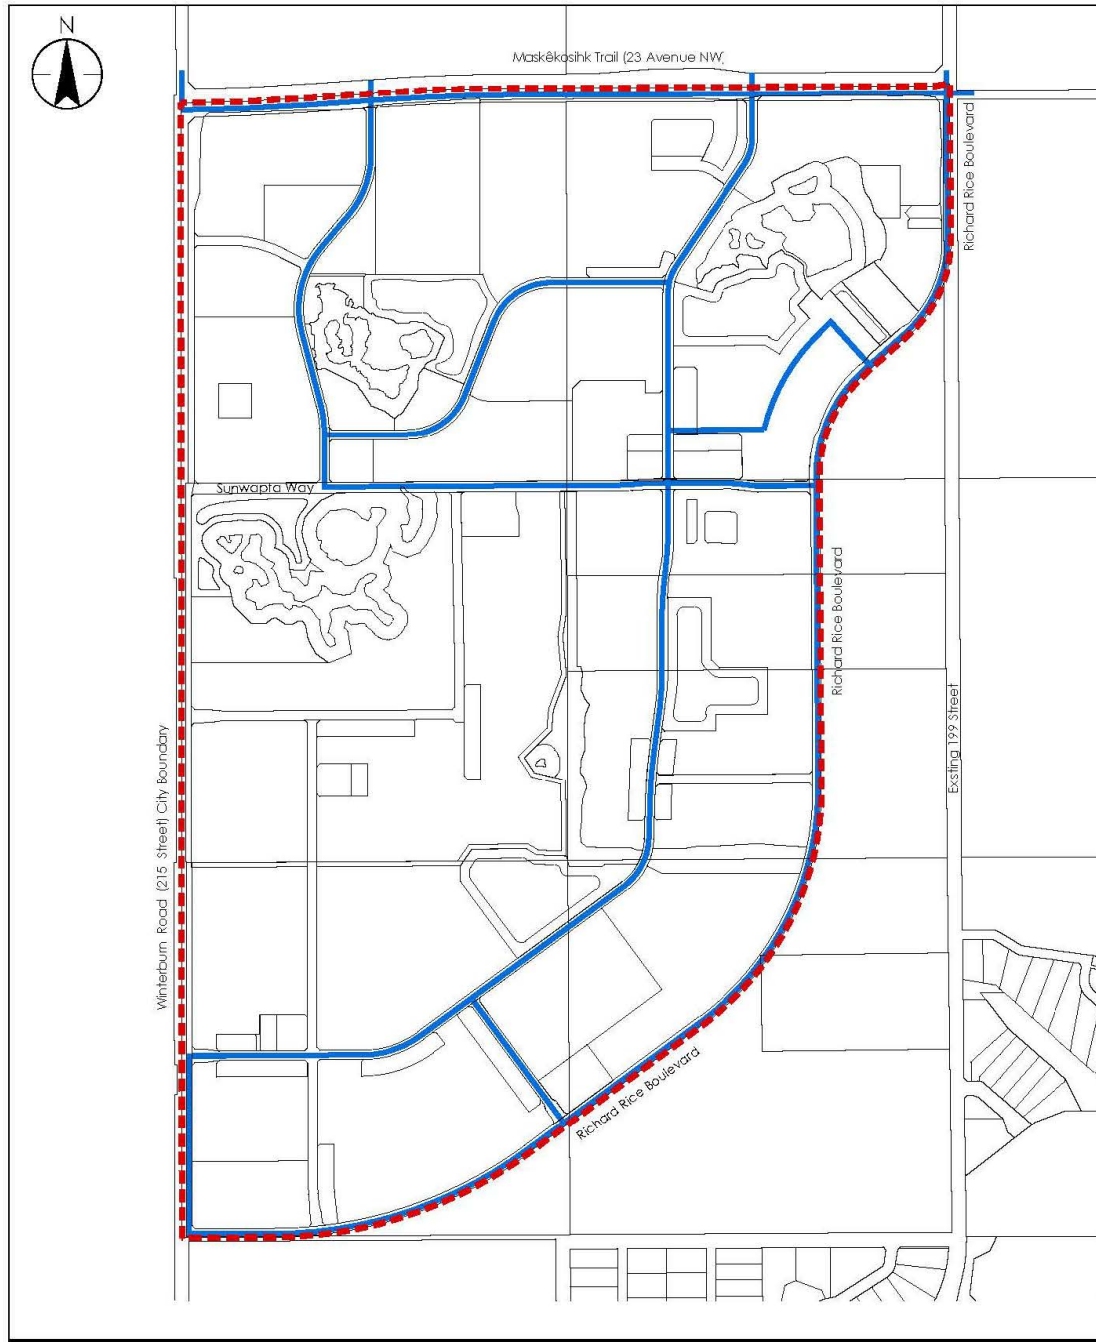 N
Maskêkosihk Trail (23 Avenue NW)
Richard Rice Boulevard
Sunwapta Way
Richard Rice Boulevard
Exsting 199 Street
Winterburn Road (215 Street) City Boundary
Richard Rice Boulevard